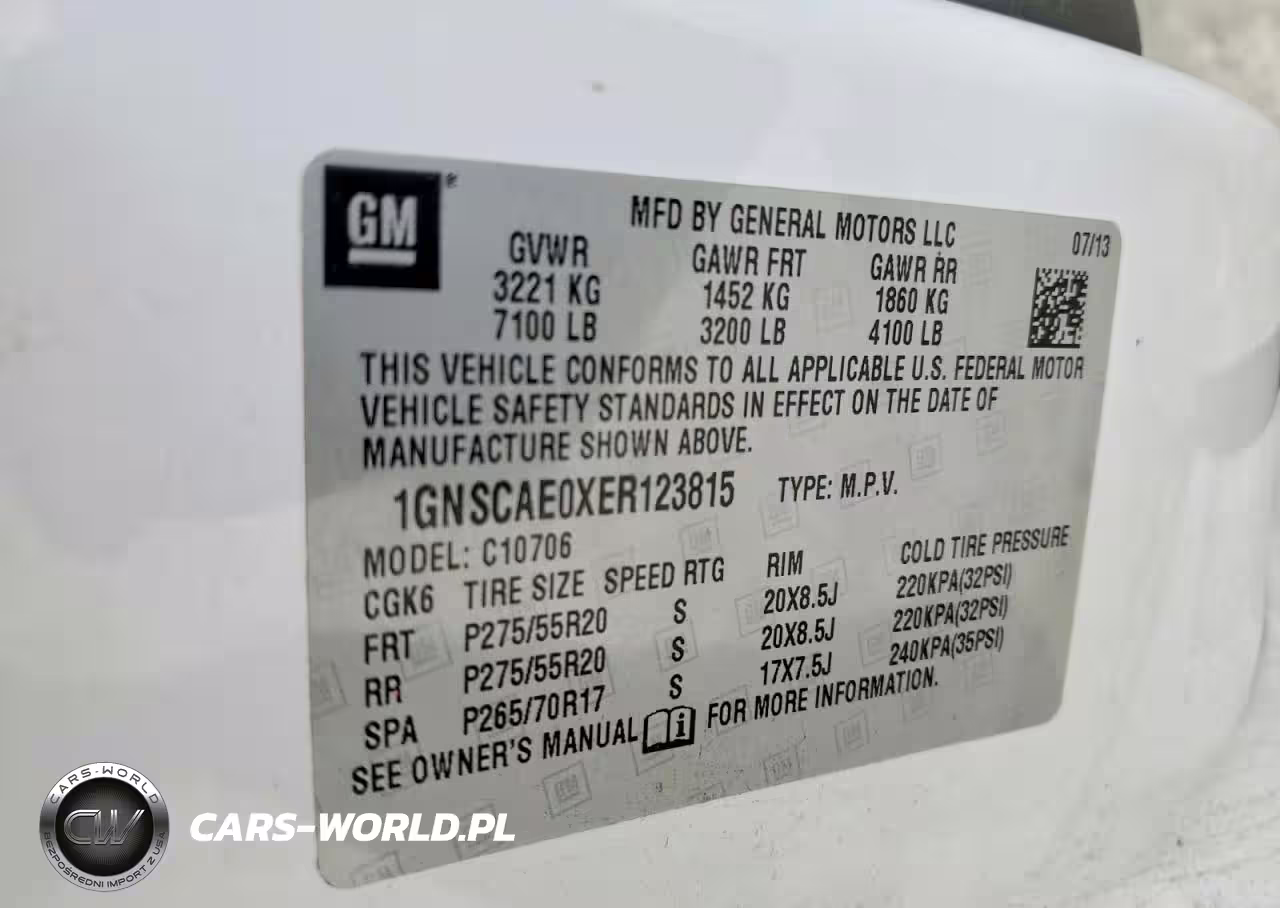 GM®
MFD BY GENERAL MOTORS LLC
07/13
GVWR GAWR FRT GAWR RR
3221 KG 1452 KG 1860 KG
7100 LB 3200 LB 4100 LB
THIS VEHICLE CONFORMS TO ALL APPLICABLE U.S. FEDERAL MOTOR
VEHICLE SAFETY STANDARDS IN EFFECT ON THE DATE OF
MANUFACTURE SHOWN ABOVE.
1GNSCAE0XER123815 TYPE: M.P.V.
MODEL: C10706
CGK6 TIRE SIZE SPEED RTG RIM COLD TIRE PRESSURE
FRT P275/55R20 S 20X8.5J 220KPA(32PSI)
RR P275/55R20 S 20X8.5J 220KPA(32PSI)
SPA P265/70R17 S 17X7.5J 240KPA(35PSI)
SEE OWNER'S MANUAL FOR MORE INFORMATION.
CARS-WORLD
CW
BEZPOŚREDNI IMPORT Z USA
CARS-WORLD.PL